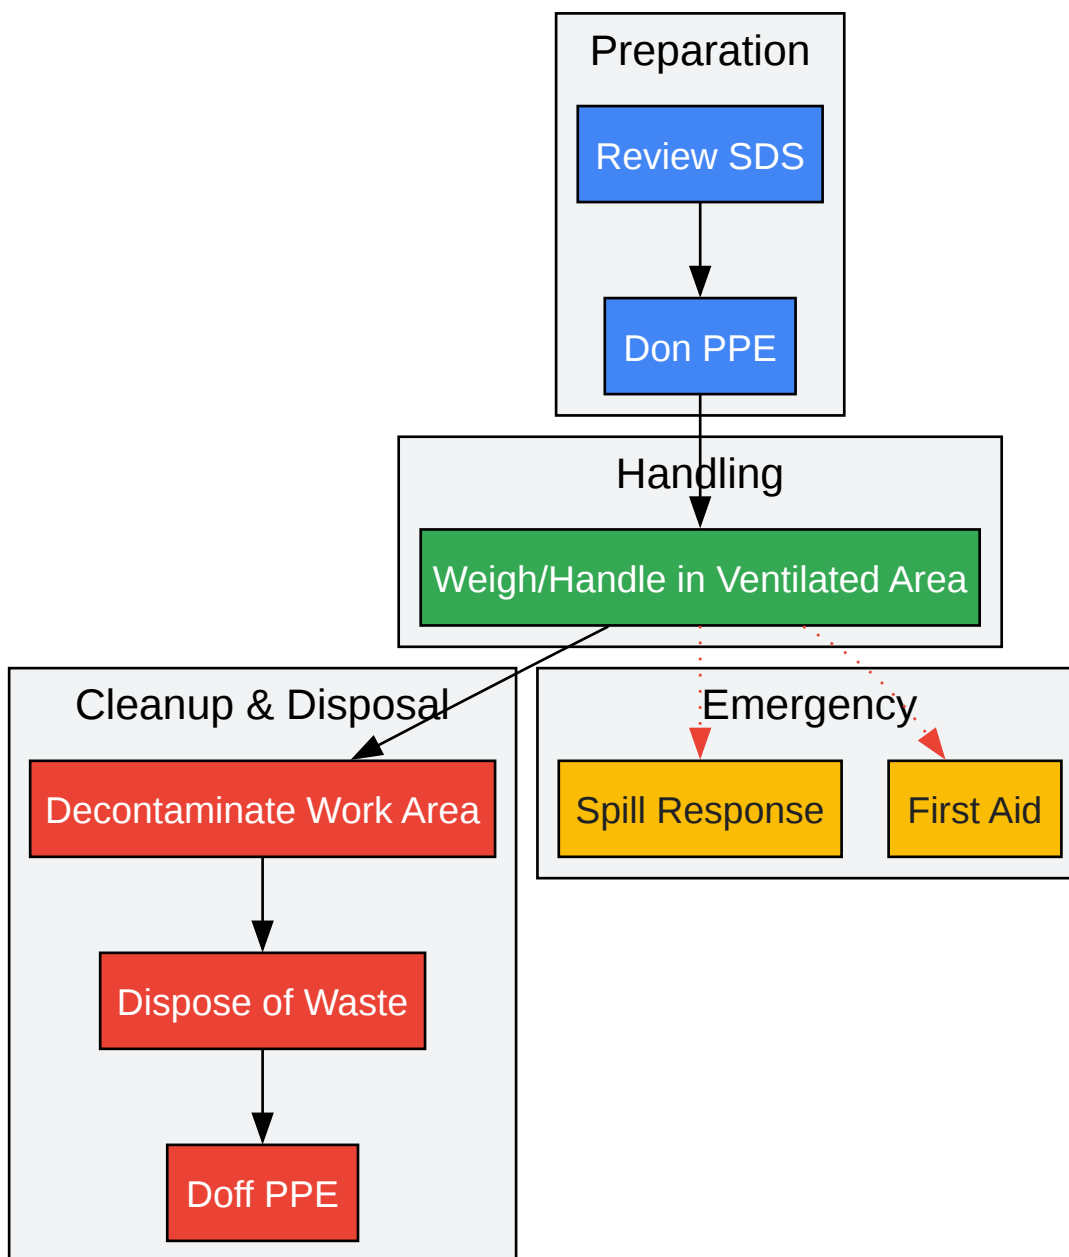 Preparation
Review SDS
Don PPE
Handling
Weigh/Handle in Ventilated Area
Cleanup & Disposal
Decontaminate Work Area
Dispose of Waste
Doff PPE
Emergency
Spill Response
First Aid